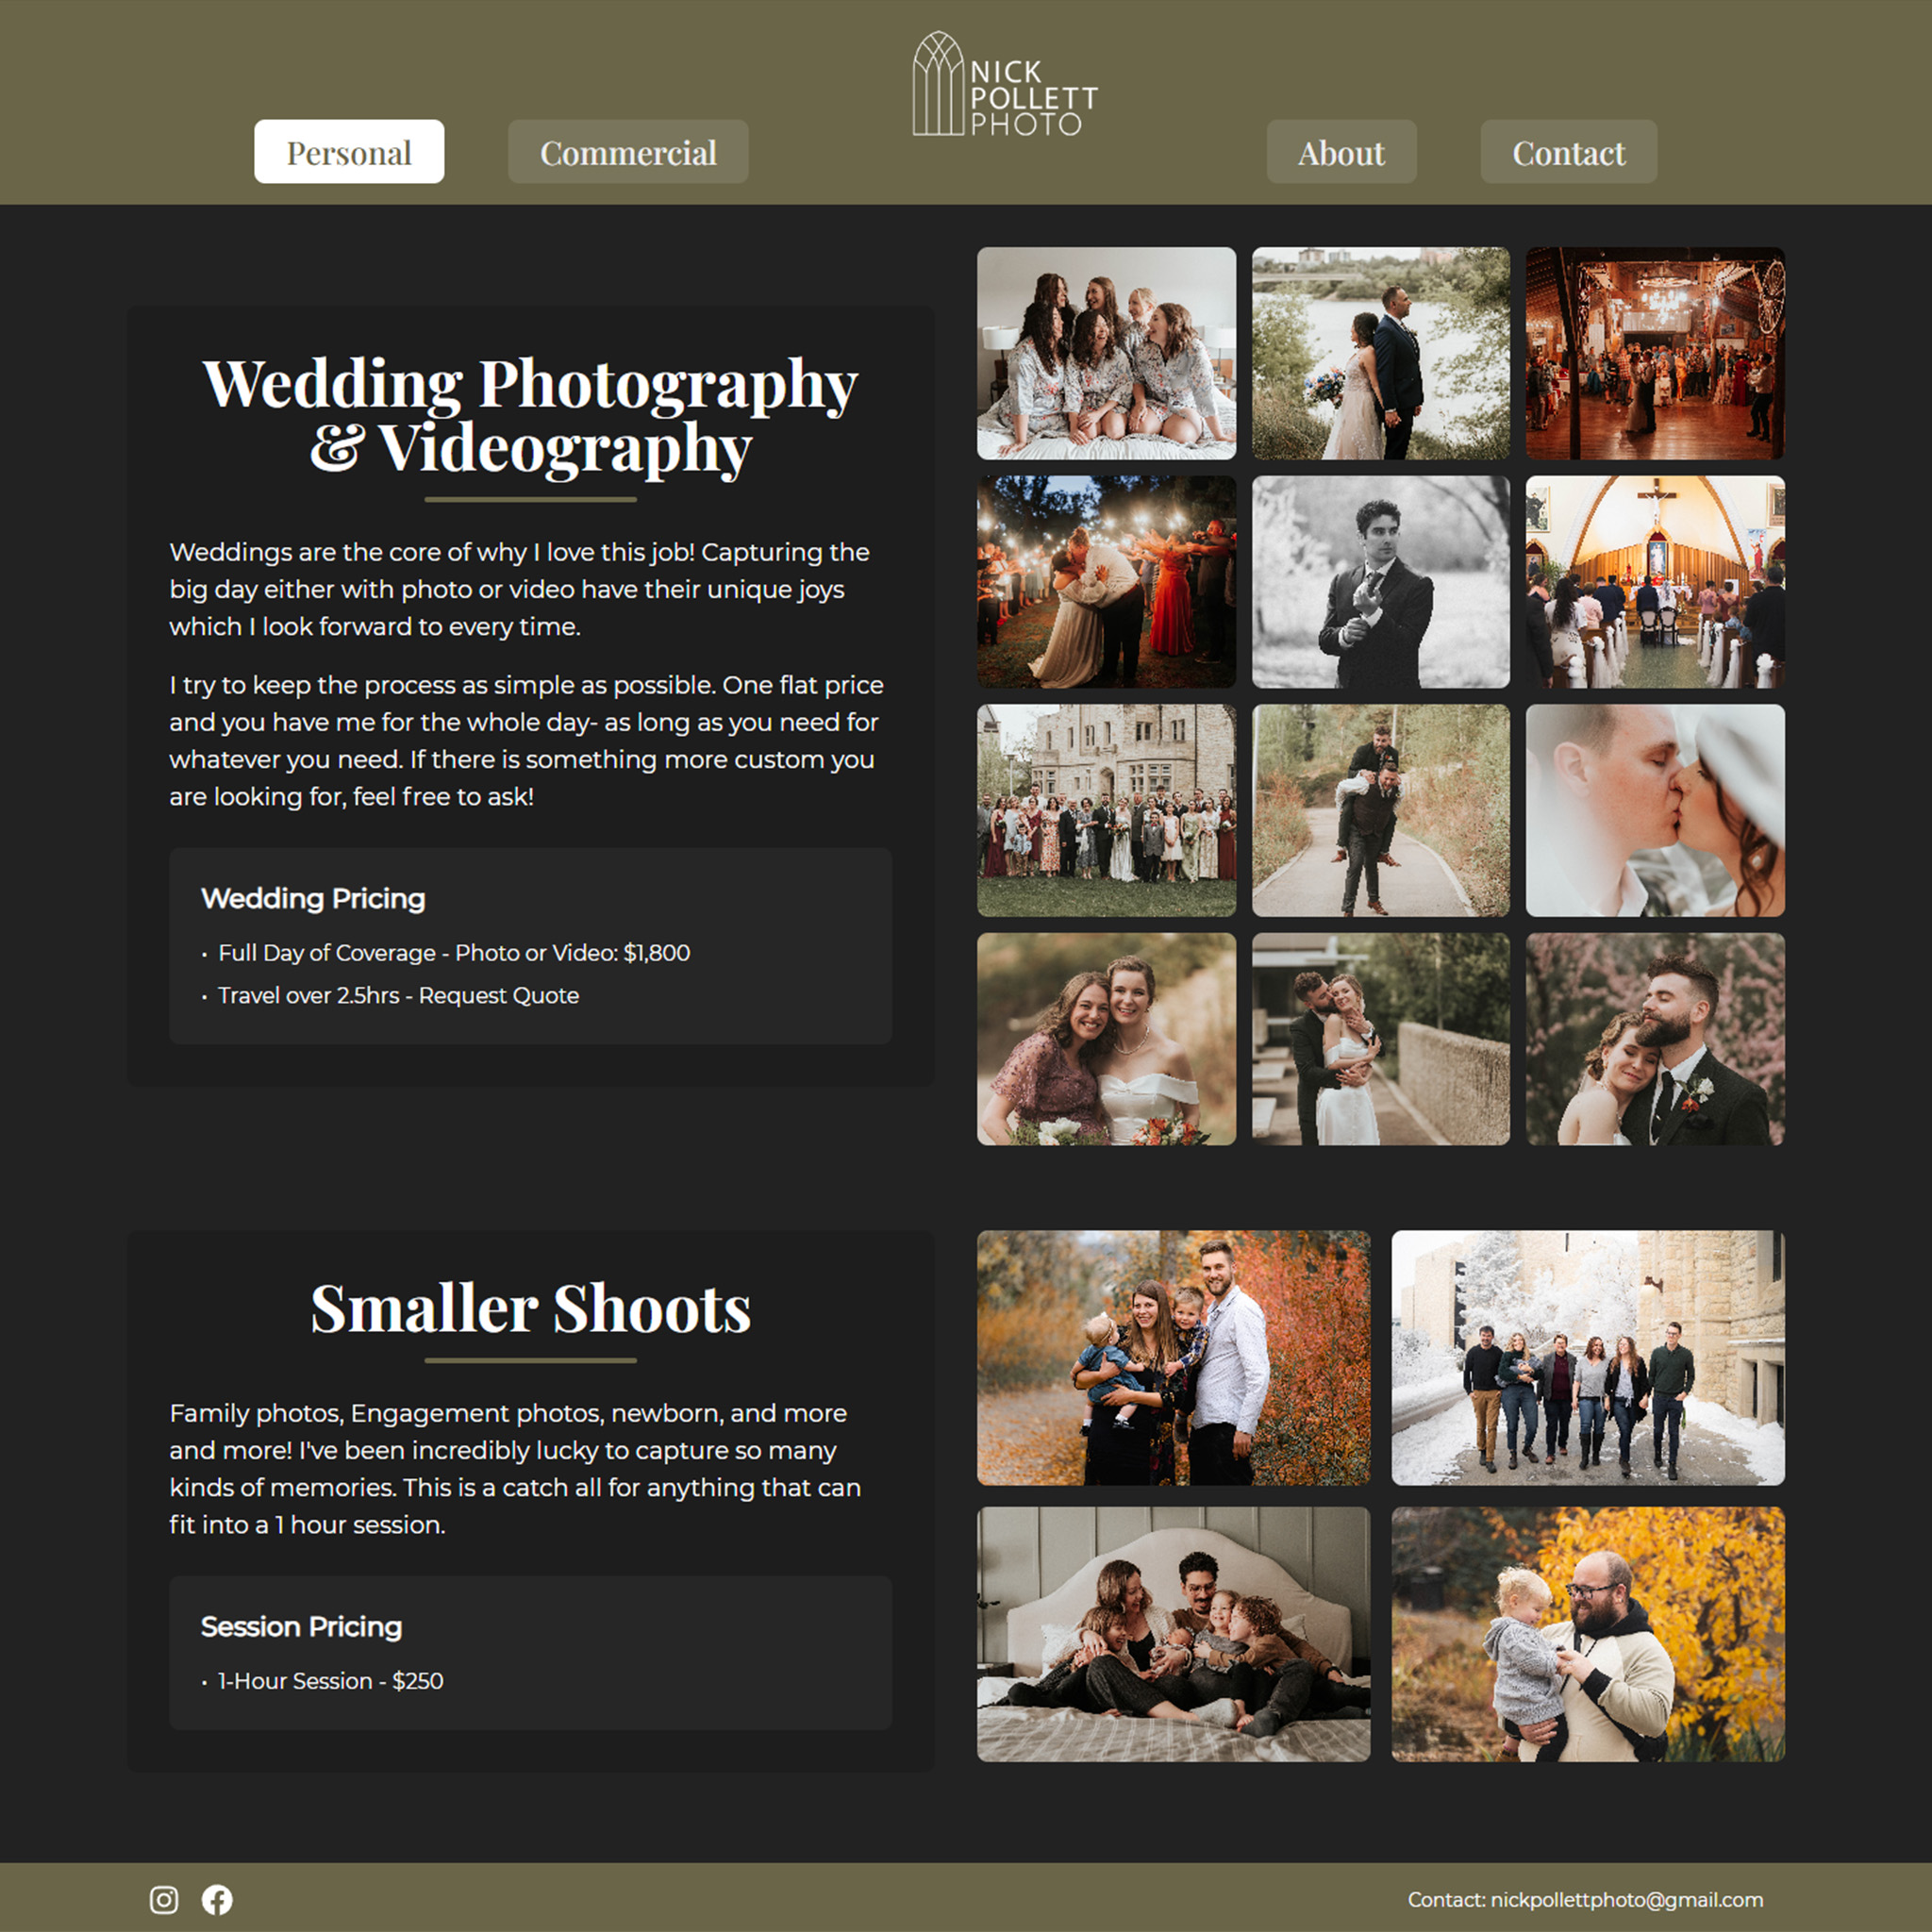 NICK
POLLETT
PHOTO
Personal
Commercial
About
Contact
Wedding Photography
& Videography
Weddings are the core of why I love this job! Capturing the
big day either with photo or video have their unique joys
which I look forward to every time.
I try to keep the process as simple as possible. One flat price
and you have me for the whole day- as long as you need for
whatever you need. If there is something more custom you
are looking for, feel free to ask!
Wedding Pricing
• Full Day of Coverage - Photo or Video: $1,800
• Travel over 2.5hrs - Request Quote
Smaller Shoots
Family photos, Engagement photos, newborn, and more
and more! I've been incredibly lucky to capture so many
kinds of memories. This is a catch all for anything that can
fit into a 1 hour session.
Session Pricing
• 1-Hour Session - $250
Contact: nickpollettphoto@gmail.com